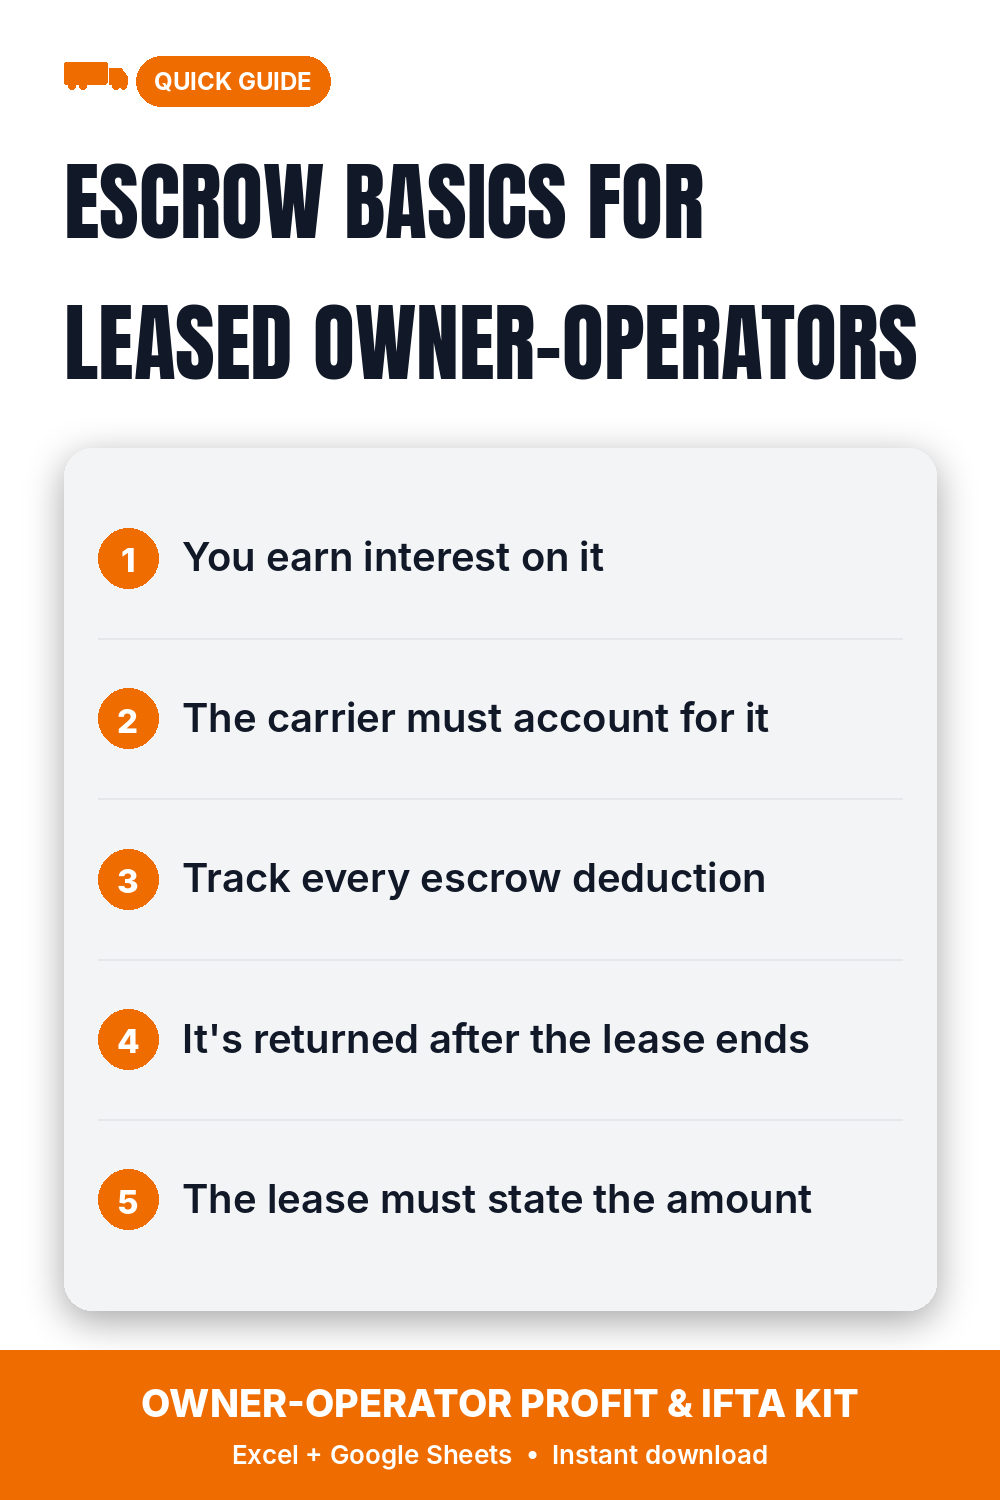 QUICK GUIDE
ESCROW BASICS FOR
LEASED OWNER-OPERATORS
1 You earn interest on it
2 The carrier must account for it
3 Track every escrow deduction
4 It's returned after the lease ends
5 The lease must state the amount
OWNER-OPERATOR PROFIT & IFTA KIT
Excel + Google Sheets • Instant download